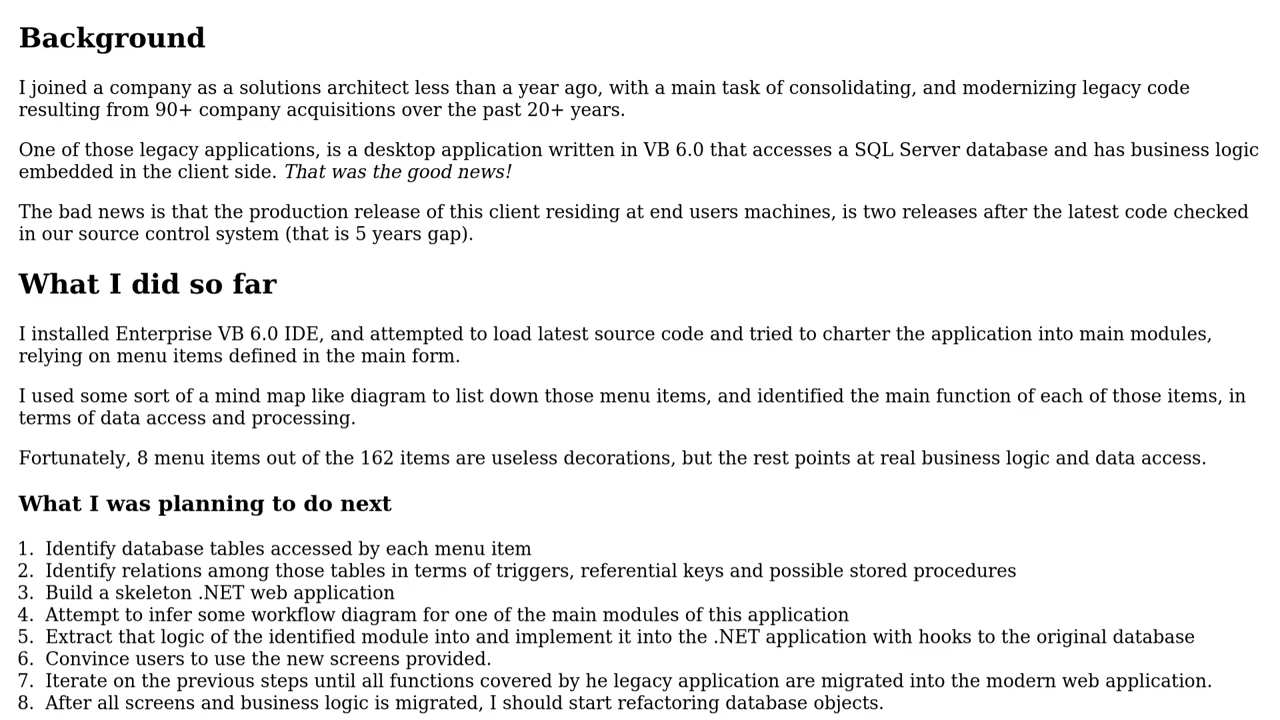 Background
I joined a company as a solutions architect less than a year ago, with a main task of consolidating, and modernizing legacy code
resulting from 90+ company acquisitions over the past 20+ years.
One of those legacy applications, is a desktop application written in VB 6.0 that accesses a SQL Server database and has business logic
embedded in the client side. That was the good news!
The bad news is that the production release of this client residing at end users machines, is two releases after the latest code checked
in our source control system (that is 5 years gap).
What I did so far
I installed Enterprise VB 6.0 IDE, and attempted to load latest source code and tried to charter the application into main modules,
relying on menu items defined in the main form.
I used some sort of a mind map like diagram to list down those menu items, and identified the main function of each of those items, in
terms of data access and processing.
Fortunately, 8 menu items out of the 162 items are useless decorations, but the rest points at real business logic and data access.
What I was planning to do next
1. Identify database tables accessed by each menu item
2. Identify relations among those tables in terms of triggers, referential keys and possible stored procedures
3. Build a skeleton .NET web application
4. Attempt to infer some workflow diagram for one of the main modules of this application
5. Extract that logic of the identified module into and implement it into the .NET application with hooks to the original database
6. Convince users to use the new screens provided.
7. Iterate on the previous steps until all functions covered by he legacy application are migrated into the modern web application.
8. After all screens and business logic is migrated, I should start refactoring database objects.